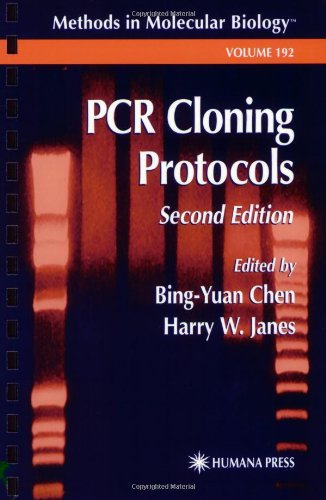 Methods in Molecular Biology™
VOLUME 192
PCR Cloning
Protocols
Second Edition
Edited by
Bing-Yuan Chen
Harry W. Janes
HUMANA PRESS